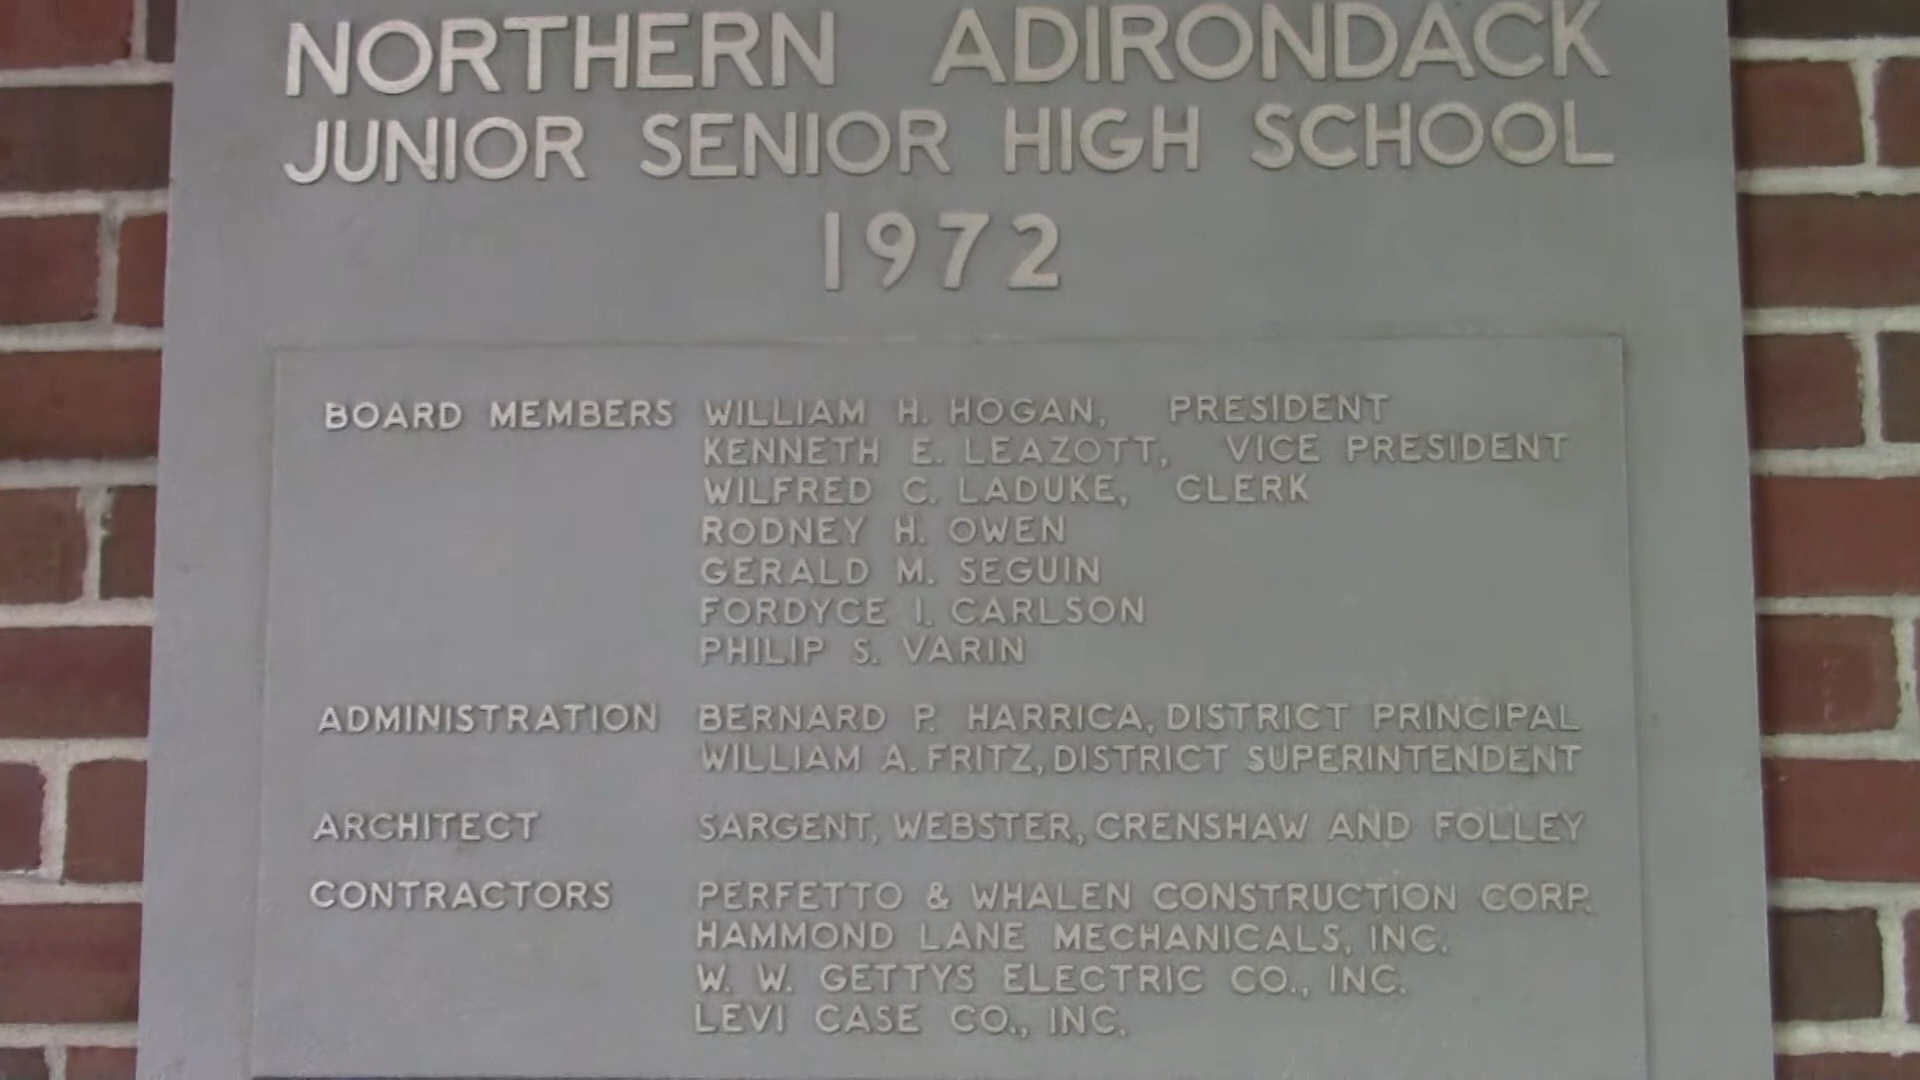 NORTHERN ADIRONDACK
JUNIOR SENIOR HIGH SCHOOL
1972
BOARD MEMBERS WILLIAM H. HOGAN, PRESIDENT
KENNETH E. LEAZOTT, VICE PRESIDENT
WILFRED C. LADUKE, CLERK
RODNEY H. OWEN
GERALD M. SEGUIN
FORDYCE I. CARLSON
PHILIP S. VARIN
ADMINISTRATION BERNARD P. HARRICA, DISTRICT PRINCIPAL
WILLIAM A. FRITZ, DISTRICT SUPERINTENDENT
ARCHITECT SARGENT, WEBSTER, CRENSHAW AND FOLLEY
CONTRACTORS PERFETTO & WHALEN CONSTRUCTION CORP.
HAMMOND LANE MECHANICALS, INC.
W. W. GETTYS ELECTRIC CO., INC.
LEVI CASE CO., INC.